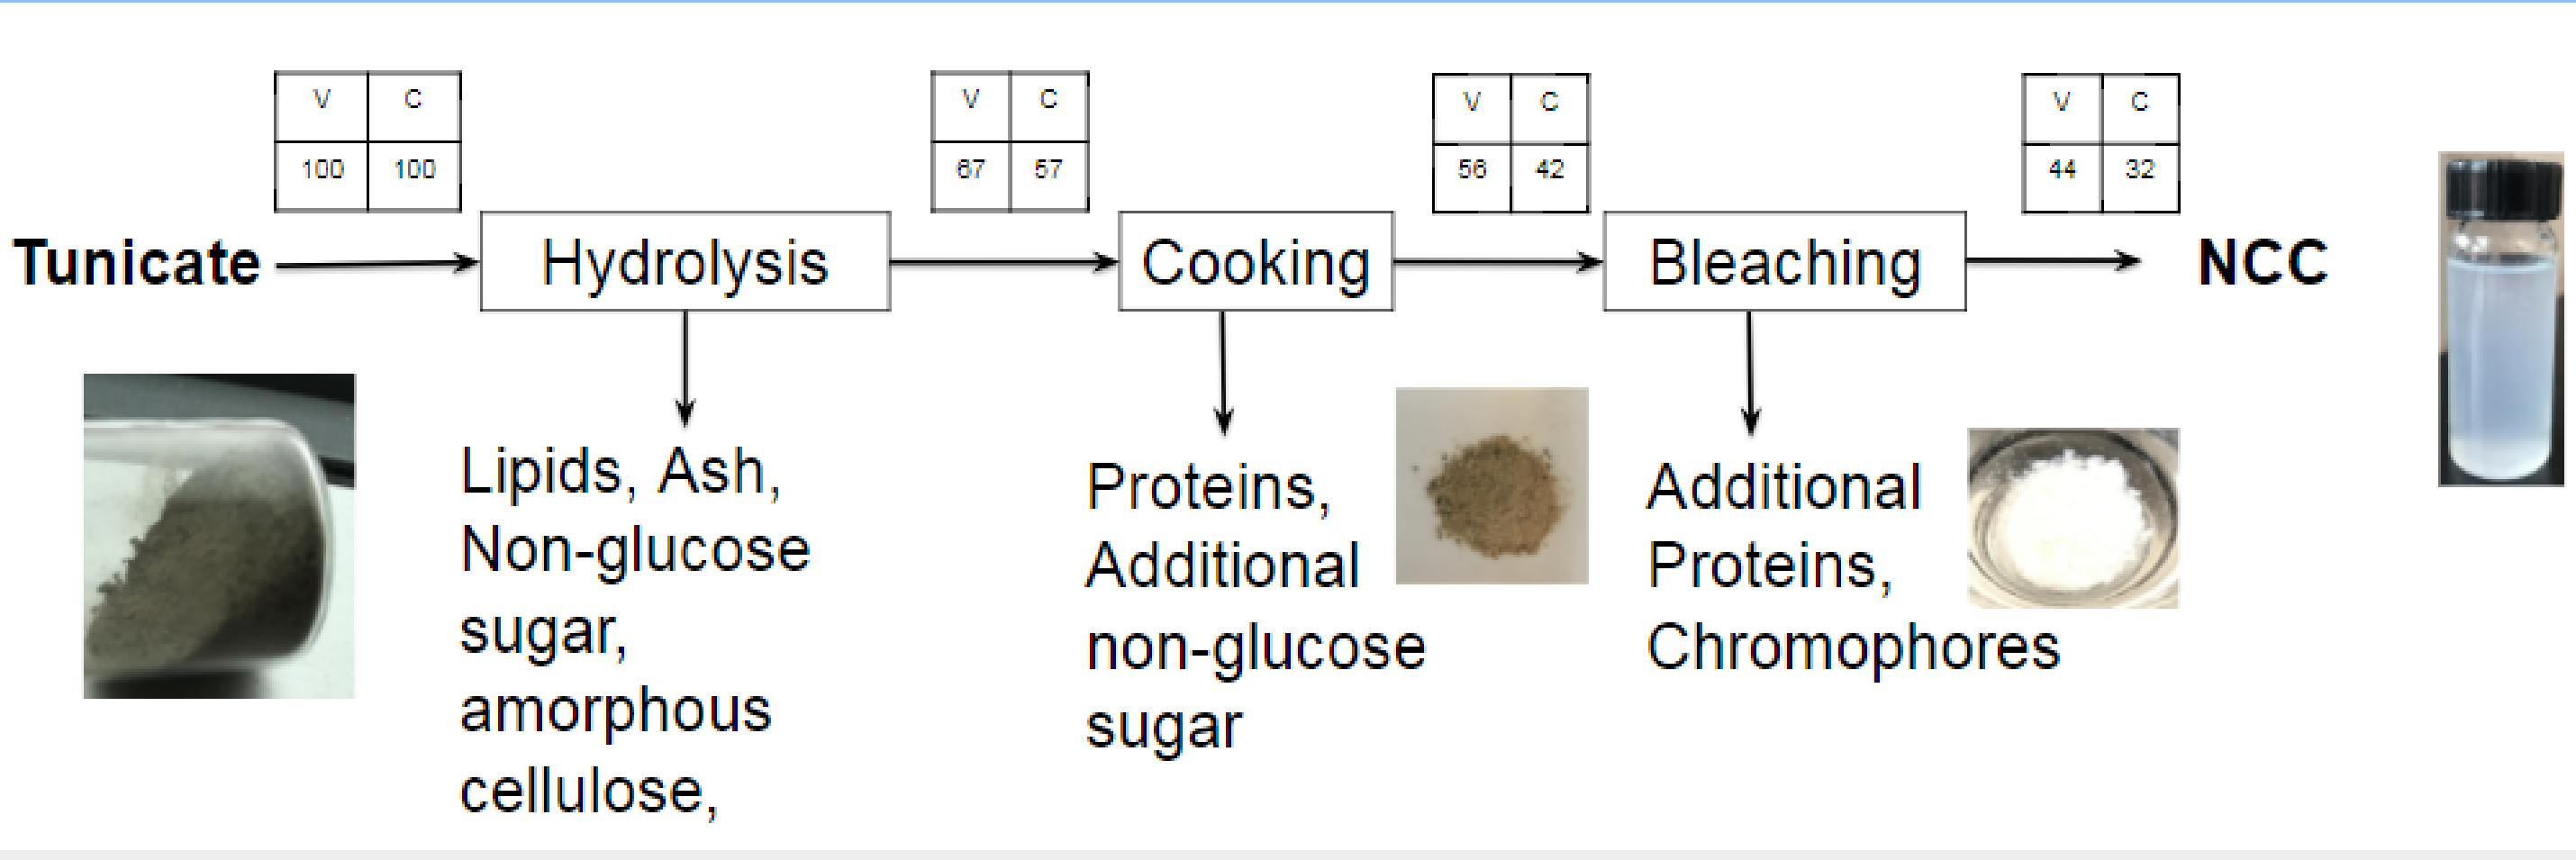 V C
100 100
V C
67 57
V C
56 42
V C
44 32
Tunicate
Hydrolysis
Cooking
Bleaching
NCC
Lipids, Ash,
Non-glucose
sugar,
amorphous
cellulose,
Proteins,
Additional
non-glucose
sugar
Additional
Proteins,
Chromophores